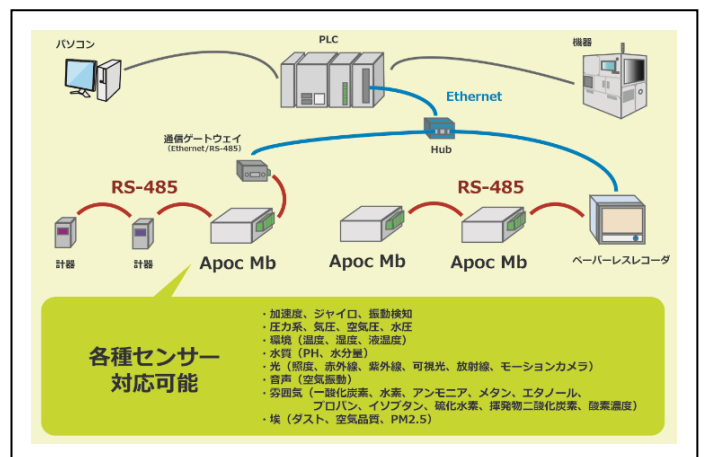 パソコン
PLC
機器
Ethernet
通信ゲートウェイ
（Ethernet/RS-485）
Hub
RS-485
RS-485
計器
計器
Apoc Mb
Apoc Mb
Apoc Mb
ペーパーレスレコーダ
各種センサー
対応可能
・加速度、ジャイロ、振動検知
・圧力系、気圧、空気圧、水圧
・環境（温度、湿度、液湿度）
・水質（PH、水分量）
・光（照度、赤外線、紫外線、可視光、放射線、モーションカメラ）
・音声（空気振動）
・雰囲気（一酸化炭素、水素、アンモニア、メタン、エタノール、
プロパン、イソブタン、硫化水素、揮発物二酸化炭素、酸素濃度）
・埃（ダスト、空気品質、PM2.5）